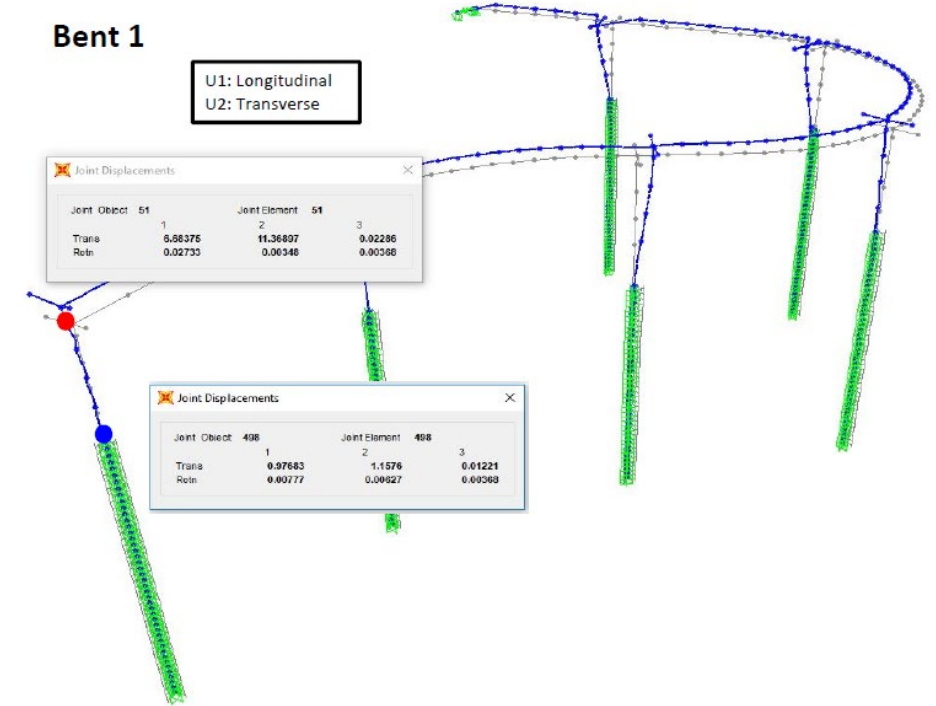 Bent 1
U1: Longitudinal
U2: Transverse
Joint Displacements
Joint Object 51 Joint Element 51
1 2 3
Trans 6.68375 11.36897 0.02286
Rotn 0.02733 0.00348 0.00368
Joint Displacements
Joint Object 498 Joint Element 498
1 2 3
Trans 0.97683 1.1576 0.01221
Rotn 0.00777 0.00627 0.00368